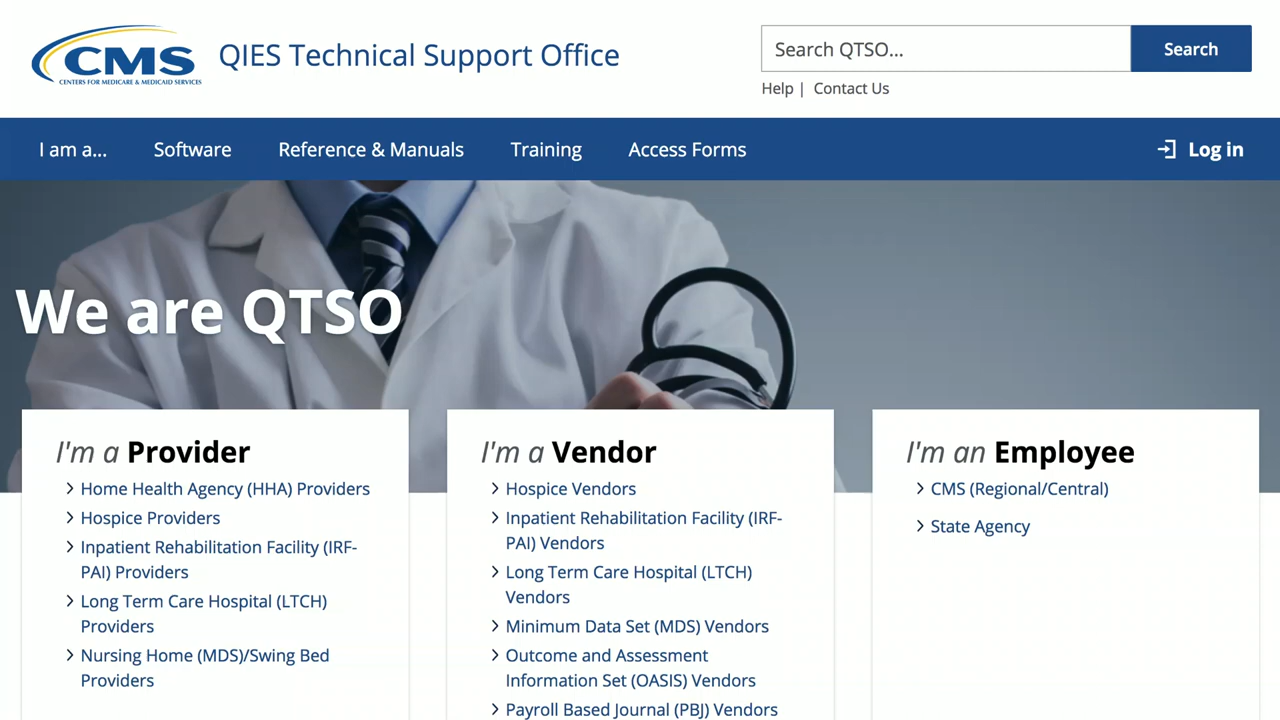 CMS
CENTERS FOR MEDICARE & MEDICAID SERVICES
QIES Technical Support Office
Search QTSO...
Search
Help | Contact Us
I am a...
Software
Reference & Manuals
Training
Access Forms
Log in
We are QTSO
I'm a Provider
Home Health Agency (HHA) Providers
Hospice Providers
Inpatient Rehabilitation Facility (IRF-
PAI) Providers
Long Term Care Hospital (LTCH)
Providers
Nursing Home (MDS)/Swing Bed
Providers
I'm a Vendor
Hospice Vendors
Inpatient Rehabilitation Facility (IRF-
PAI) Vendors
Long Term Care Hospital (LTCH)
Vendors
Minimum Data Set (MDS) Vendors
Outcome and Assessment
Information Set (OASIS) Vendors
Payroll Based Journal (PBJ) Vendors
I'm an Employee
CMS (Regional/Central)
State Agency